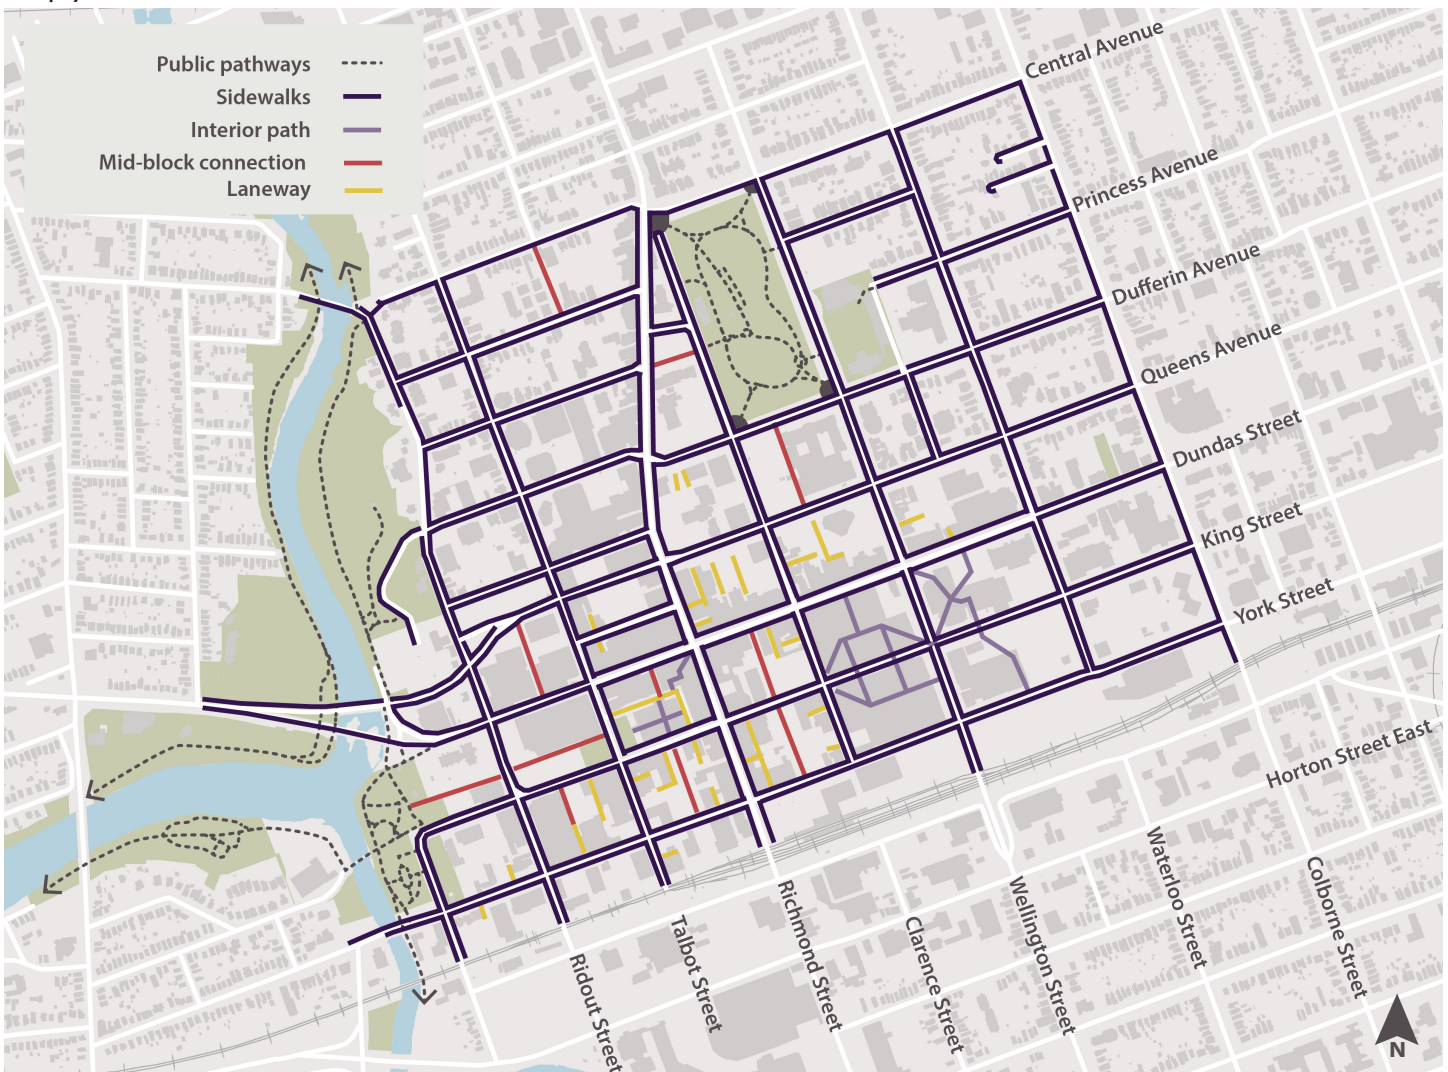 Public pathways
Sidewalks
Interior path
Mid-block connection
Laneway
Central Avenue
Princess Avenue
Dufferin Avenue
Queens Avenue
Dundas Street
King Street
York Street
Horton Street East
Ridout Street
Talbot Street
Richmond Street
Clarence Street
Wellington Street
Waterloo Street
Colborne Street
N